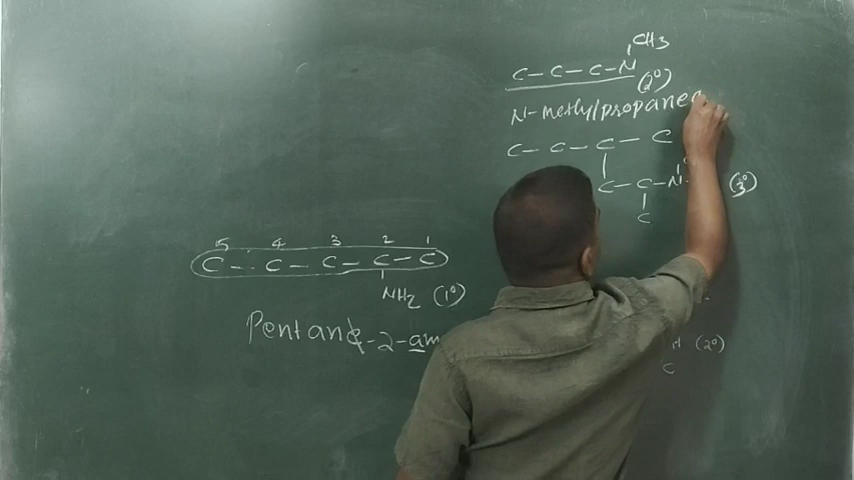 CH3
C-C-C-N
(2°)
N-methylpropane
C- C- C- C
C- C-N (3°)
C
5 4 3 2 1
C-C-C-C-C
NH2 (1°)
Pentane-2-am
H (2°)
C